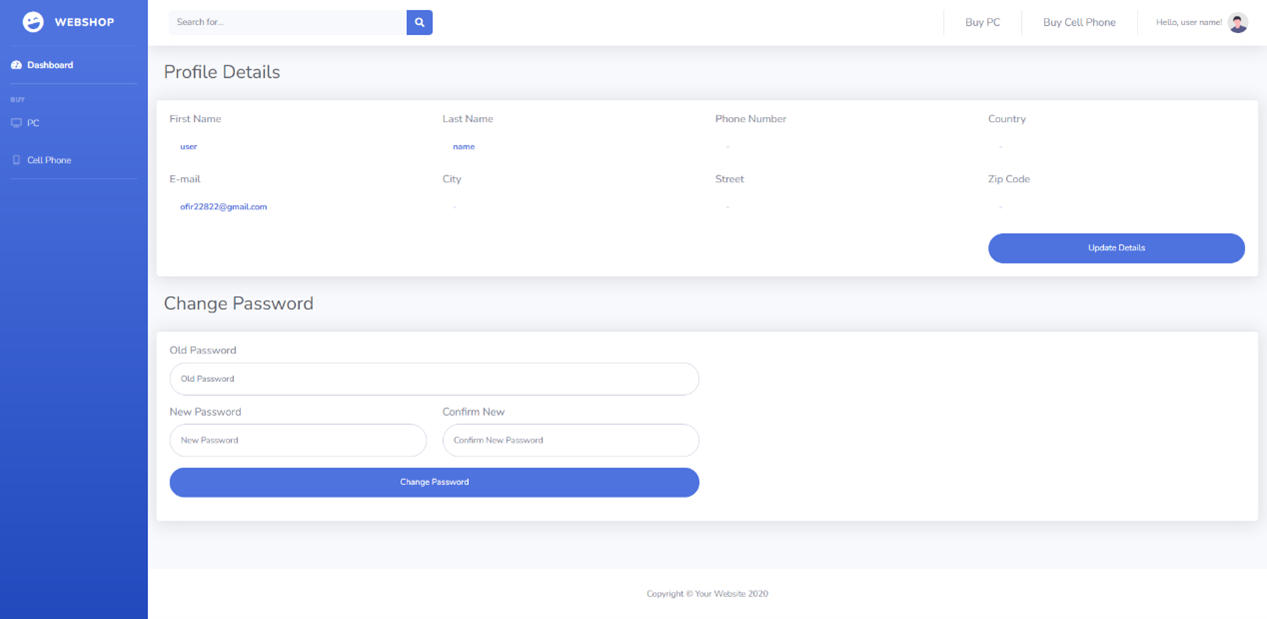 WEBSHOP
Dashboard
BUY
PC
Cell Phone
Search for...
Buy PC
Buy Cell Phone
Hello, user name!
Profile Details
First Name
Last Name
Phone Number
Country
user
name
-
-
E-mail
City
Street
Zip Code
ofir22822@gmail.com
-
-
-
Update Details
Change Password
Old Password
Old Password
New Password
Confirm New
New Password
Confirm New Password
Change Password
Copyright © Your Website 2020